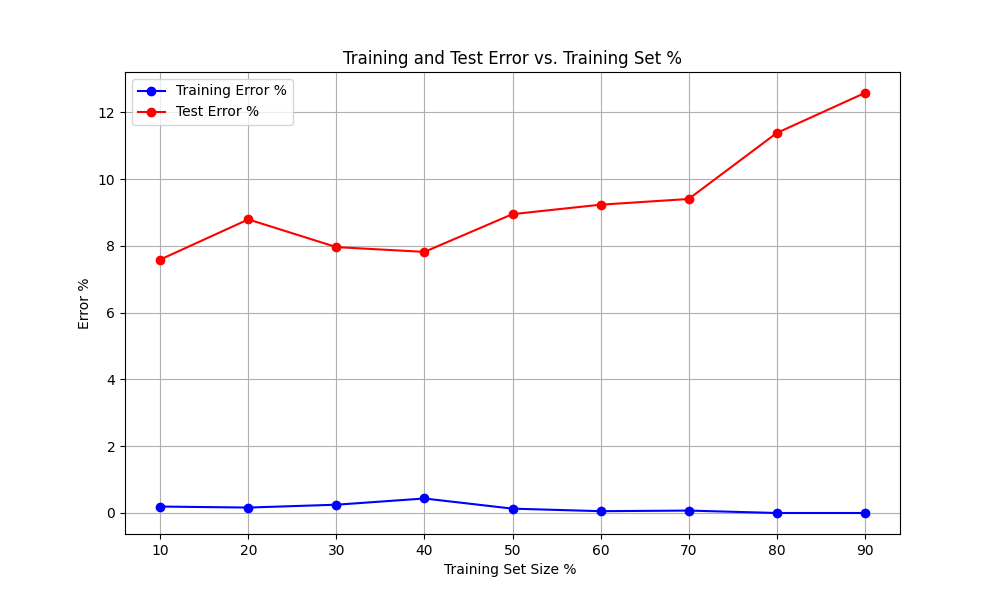 Training and Test Error vs. Training Set %
Training Error %
Test Error %
12
10
8
6
4
2
0
Error %
10 20 30 40 50 60 70 80 90
Training Set Size %